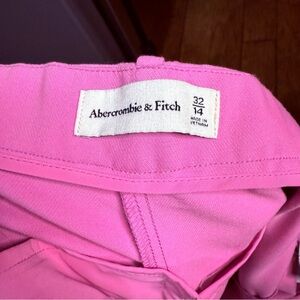 Abercrombie & Fitch
32
14
MADE IN
VIETNAM